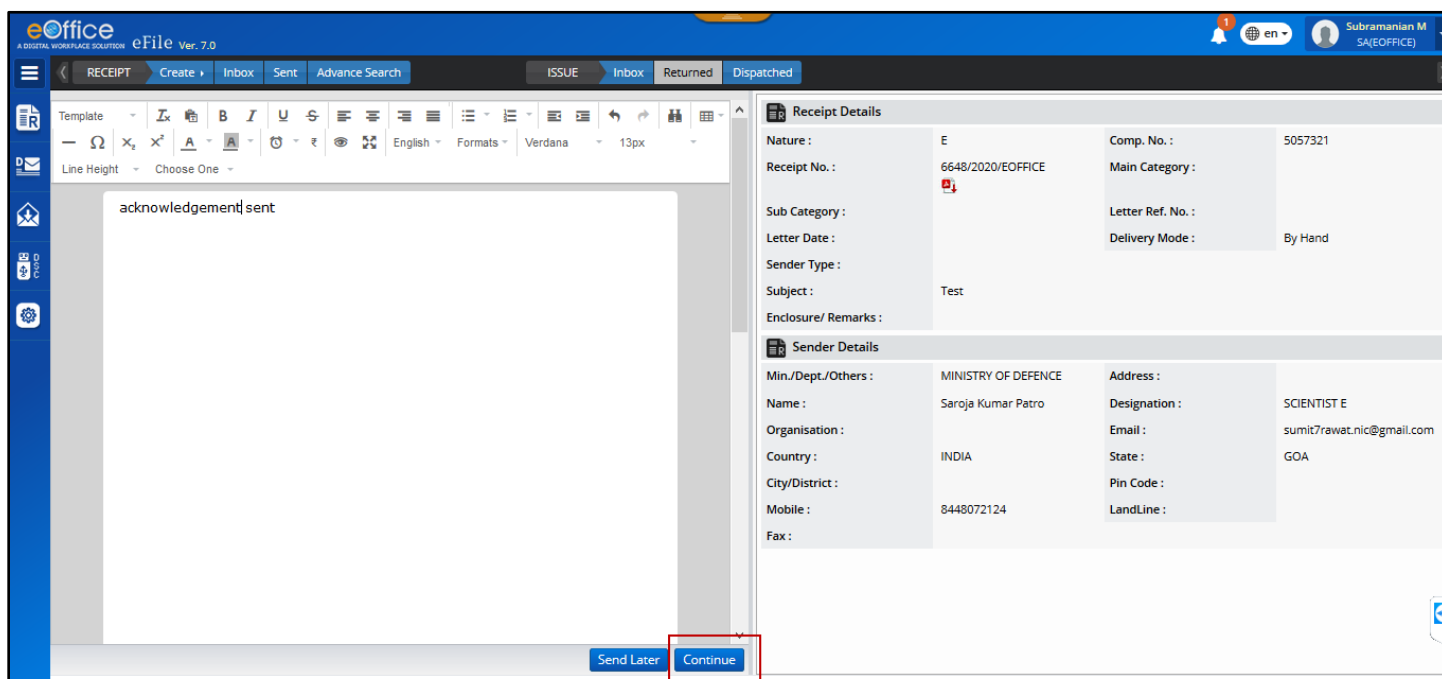 eOffice
A DIGITAL WORKPLACE SOLUTION eFile Ver. 7.0
1
en
Subramanian M
SA(EOFFICE)
RECEIPT Create Inbox Sent Advance Search ISSUE Inbox Returned Dispatched
Template B I U S
Ω X₂ X² A A ₹ English Formats Verdana 13px
Line Height Choose One
DSC
acknowledgement sent
Send Later Continue
Receipt Details
Nature : E Comp. No. : 5057321
Receipt No. : 6648/2020/EOFFICE Main Category :
Sub Category : Letter Ref. No. :
Letter Date : Delivery Mode : By Hand
Sender Type :
Subject : Test
Enclosure/ Remarks :
Sender Details
Min./Dept./Others : MINISTRY OF DEFENCE Address :
Name : Saroja Kumar Patro Designation : SCIENTIST E
Organisation : Email : sumit7rawat.nic@gmail.com
Country : INDIA State : GOA
City/District : Pin Code :
Mobile : 8448072124 LandLine :
Fax :